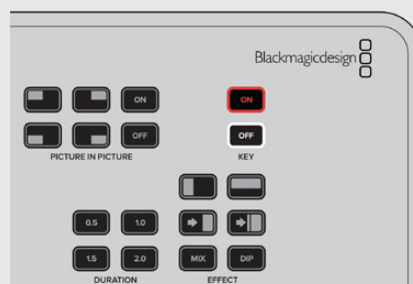 Blackmagicdesign
ON ON
OFF OFF
PICTURE IN PICTURE KEY
0.5 1.0
1.5 2.0 MIX DIP
DURATION EFFECT